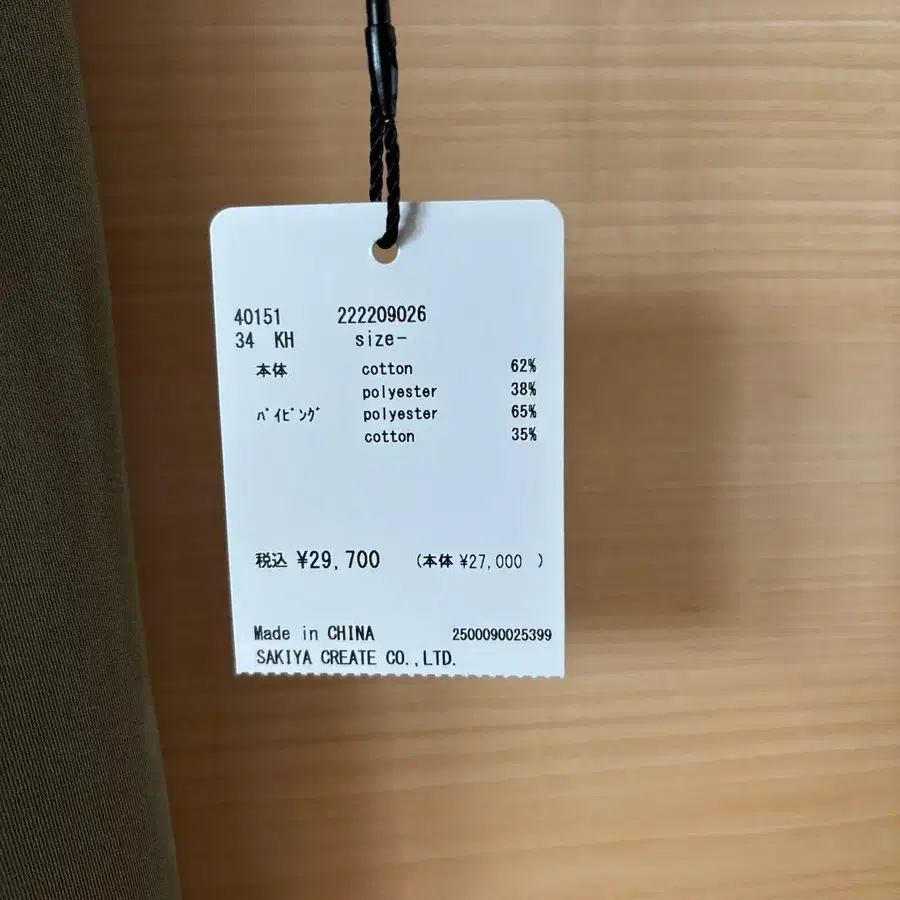 40151 222209026
34 KH size-
本体 cotton 62%
polyester 38%
ﾊﾟｲﾋﾟﾝｸﾞ polyester 65%
cotton 35%
税込 ¥29,700 (本体 ¥27,000 )
Made in CHINA 2500090025399
SAKIYA CREATE CO.,LTD.